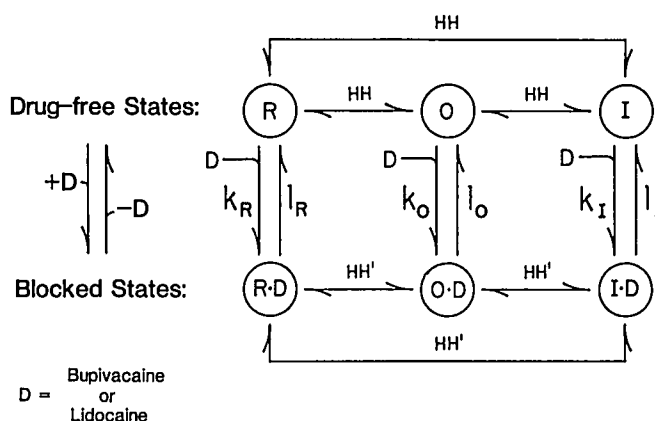 HH
Drug–free States: R HH O HH I
+D –D D k_R l_R D k_O l_O D k_I l
Blocked States: R·D HH' O·D HH' I·D
HH'
D = Bupivacaine
or
Lidocaine